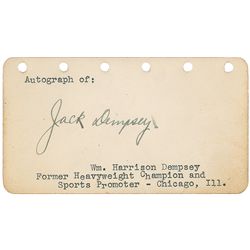 Autograph of:
Jack Dempsey
Wm. Harrison Dempsey
Former Heavyweight Champion and
Sports Promoter - Chicago, Ill.